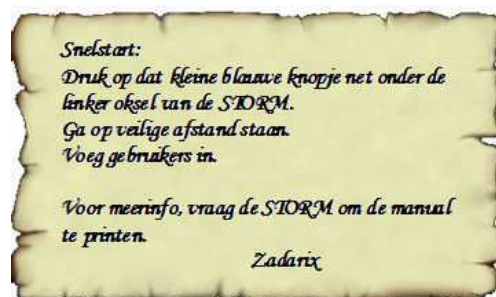 Snelstart:
Druk op dat kleine blauwe knopje net onder de
linker oksel van de STORM.
Ga op veilige afstand staan.
Voeg gebruikers in.
Voor meerinfo, vraag de STORM om de manual
te printen.
Zadarix